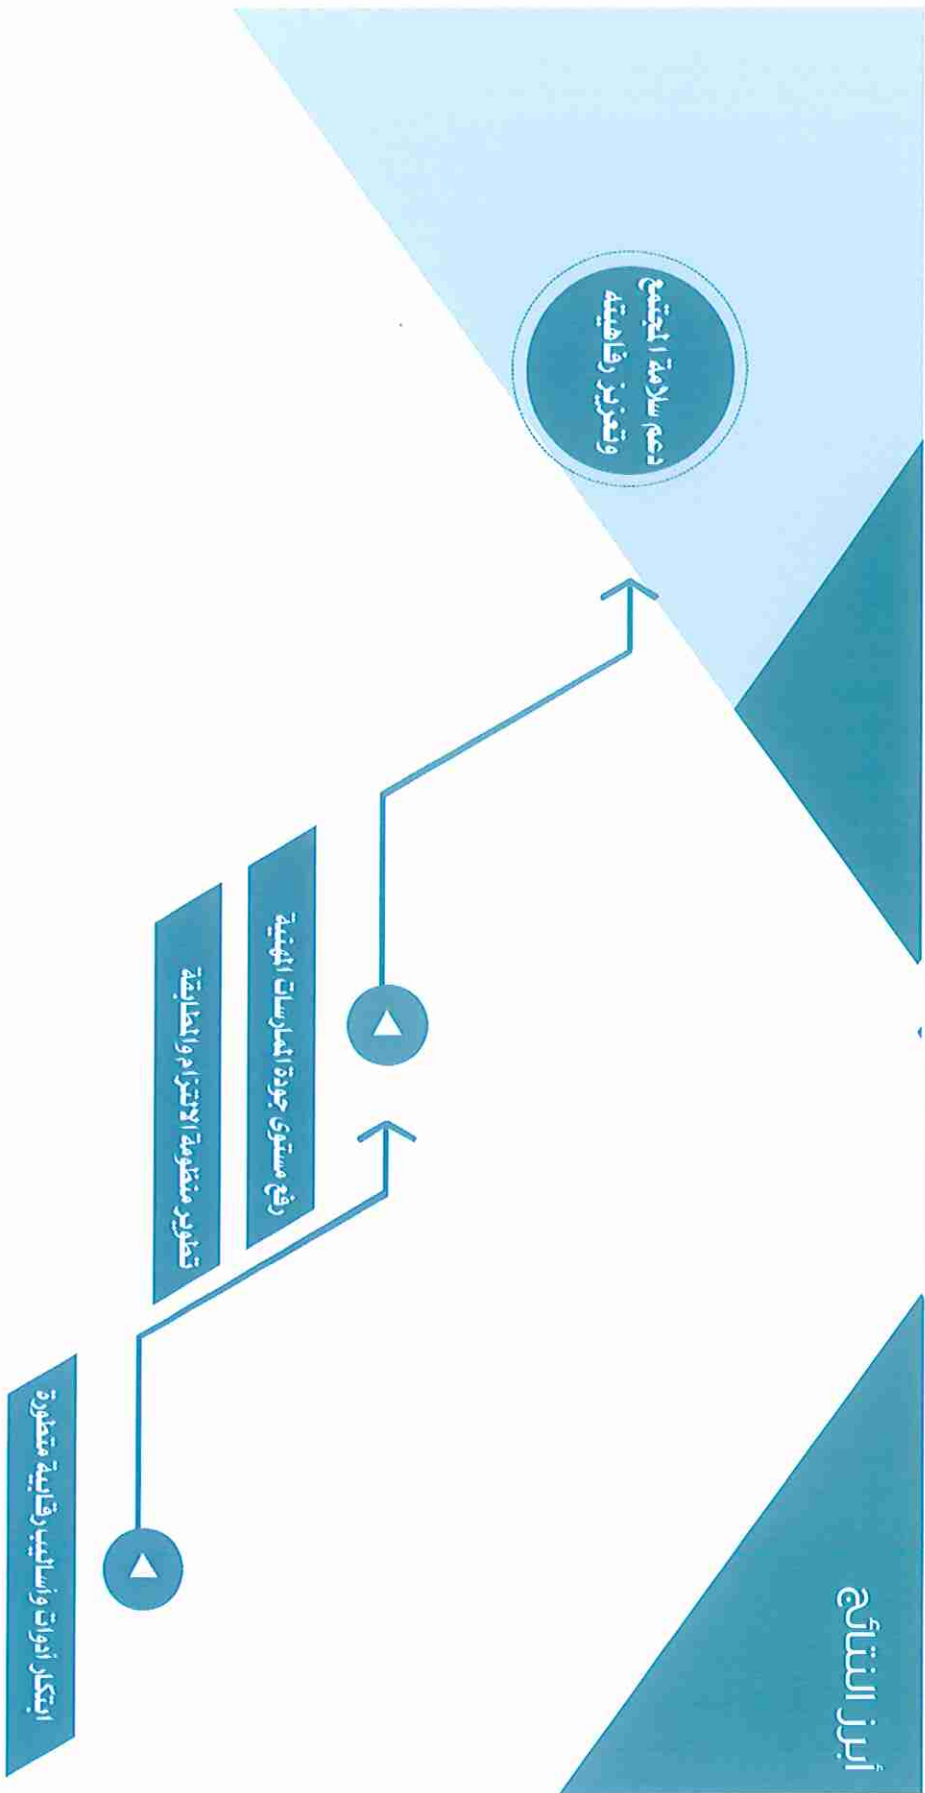 أبرز النتائج
ابتكار أدوات وأساليب رقابية متطورة
رفع مستوى جودة الممارسات المهنية
تطوير منظومة الالتزام والمطابقة
دعم سلامة المجتمع
وتعزيز رفاهيته